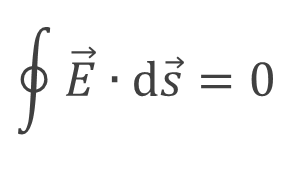 ∮ E⃗ · ds⃗ = 0